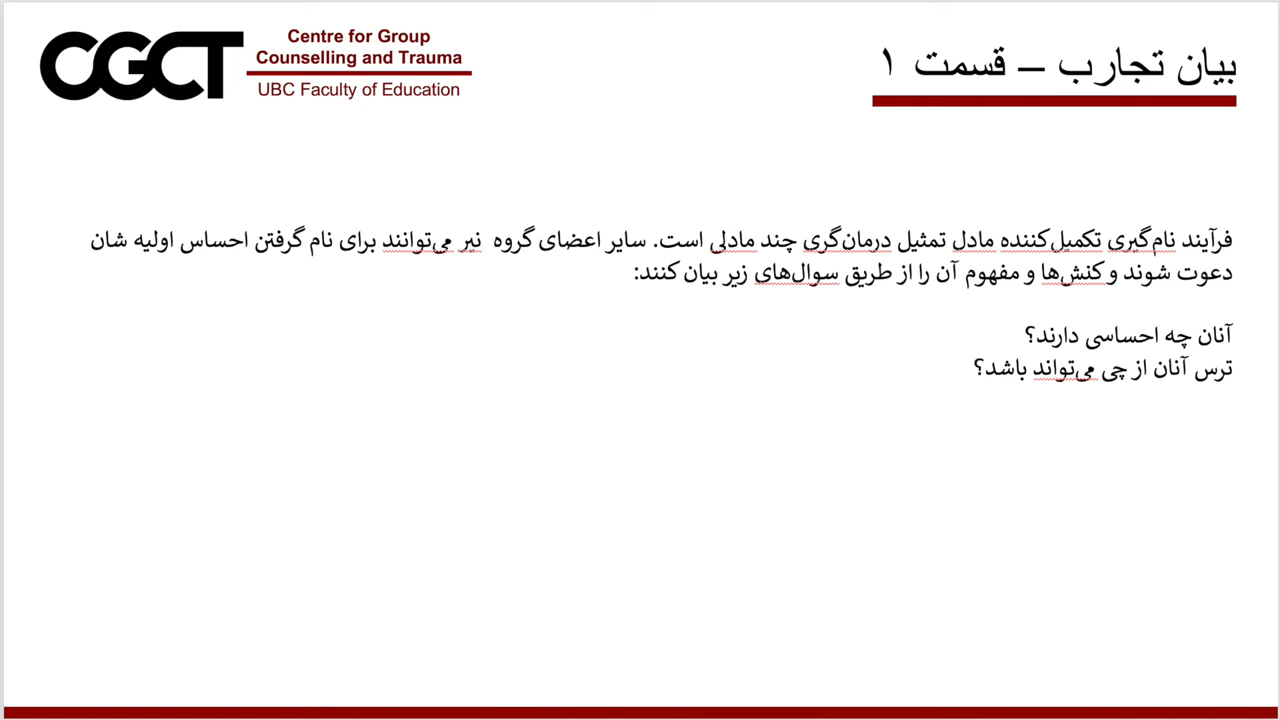 CGCT
Centre for Group
Counselling and Trauma
UBC Faculty of Education
بیان تجارب – قسمت ۱
فرآیند نام‌گیری تکمیل‌کننده مادل تمثیل درمان‌گری چند مادلی است. سایر اعضای گروه نیر می‌توانند برای نام گرفتن احساس اولیه شان
دعوت شوند و کنش‌ها و مفهوم آن را از طریق سوال‌های زیر بیان کنند:
آنان چه احساسی دارند؟
ترس آنان از چی می‌تواند باشد؟